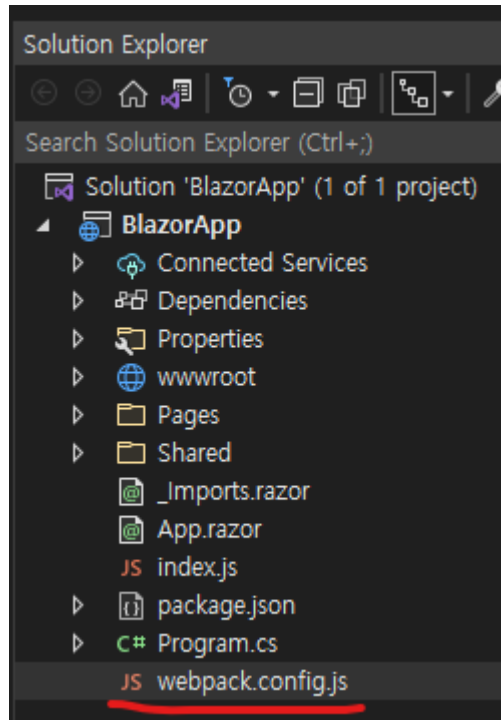 Solution Explorer
Search Solution Explorer (Ctrl+;)
Solution 'BlazorApp' (1 of 1 project)
BlazorApp
Connected Services
Dependencies
Properties
wwwroot
Pages
Shared
_Imports.razor
App.razor
JS index.js
package.json
C# Program.cs
JS webpack.config.js